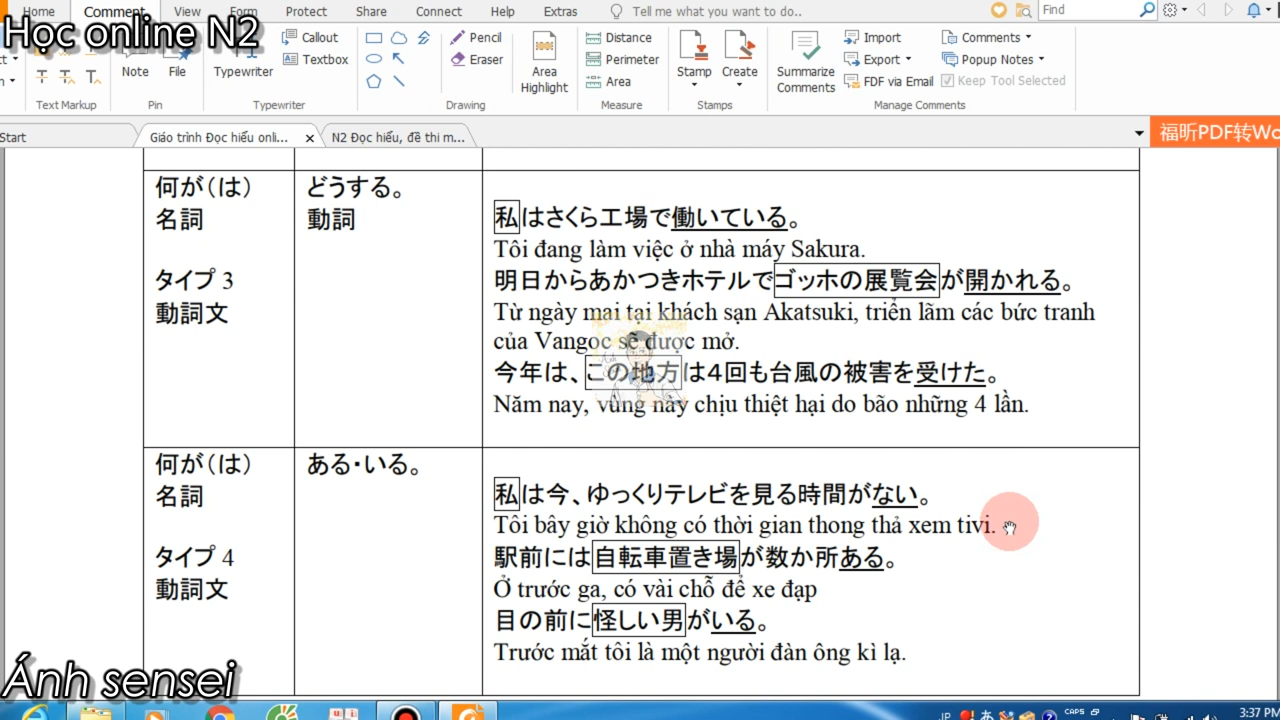 Home Comment View Form Protect Share Connect Help Extras Tell me what you want to do.. Find
Học online N2
Callout
Textbox
Note File Typewriter
Pencil
Eraser
Area Highlight
Distance
Perimeter
Area
Stamp Create
Summarize Comments
Import
Export
FDF via Email
Comments
Popup Notes
Keep Tool Selected
Text Markup Pin Typewriter Drawing Measure Stamps Manage Comments
Start Giáo trình Đọc hiểu onli... N2 Đọc hiểu, đề thi m...
福昕PDF转Wo
何が（は）
名詞
タイプ 3
動詞文
どうする。
動詞
私はさくら工場で働いている。
Tôi đang làm việc ở nhà máy Sakura.
明日からあかつきホテルでゴッホの展覧会が開かれる。
Từ ngày mai tại khách sạn Akatsuki, triển lãm các bức tranh
của Vangoc sẽ được mở.
今年は、この地方は４回も台風の被害を受けた。
Năm nay, vùng này chịu thiệt hại do bão những 4 lần.
何が（は）
名詞
タイプ 4
動詞文
ある・いる。
私は今、ゆっくりテレビを見る時間がない。
Tôi bây giờ không có thời gian thong thả xem tivi.
駅前には自転車置き場が数か所ある。
Ở trước ga, có vài chỗ để xe đạp
目の前に怪しい男がいる。
Trước mắt tôi là một người đàn ông kì lạ.
Ánh sensei
JP あ CAPS 3:37 PM